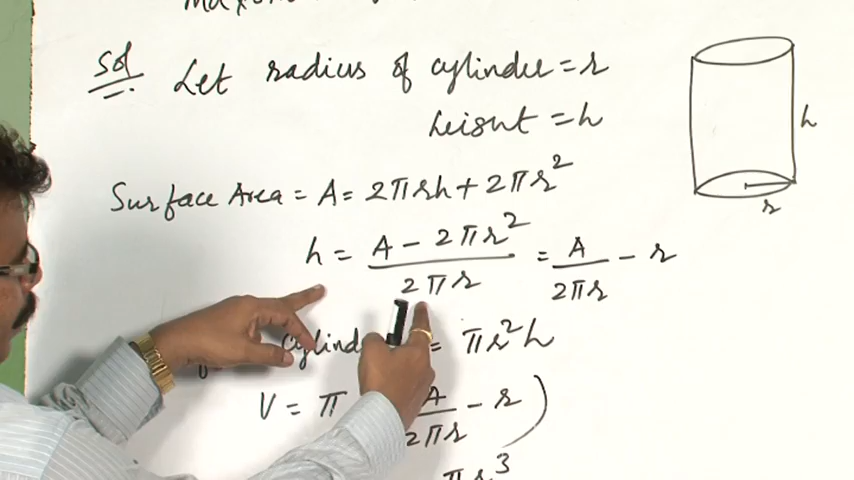 Sol Let radius of cylinder = r
height = h
h
r
Surface Area = A = 2πrh + 2πr²
h = (A - 2πr²)/(2πr) = A/(2πr) - r
= πr²h
V = π A/(2πr) - r)
πr³